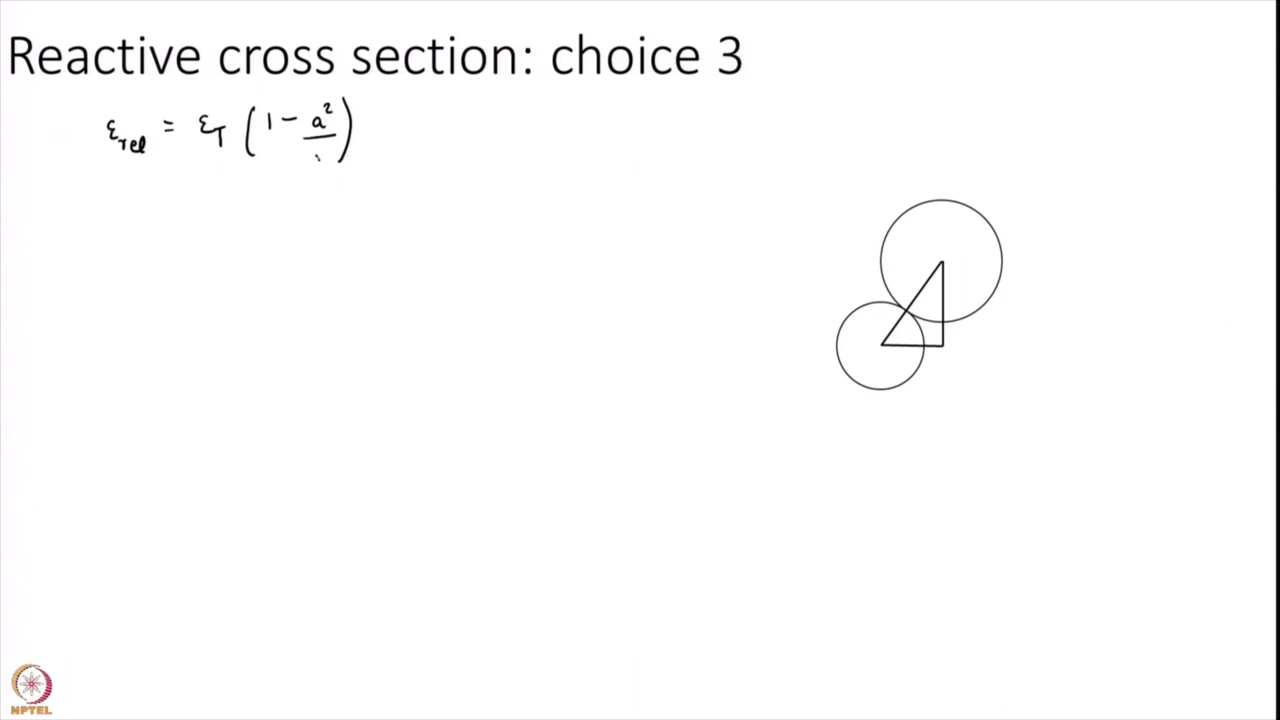 Reactive cross section: choice 3
ε_rel = ε_T (1 - a²/
NPTEL